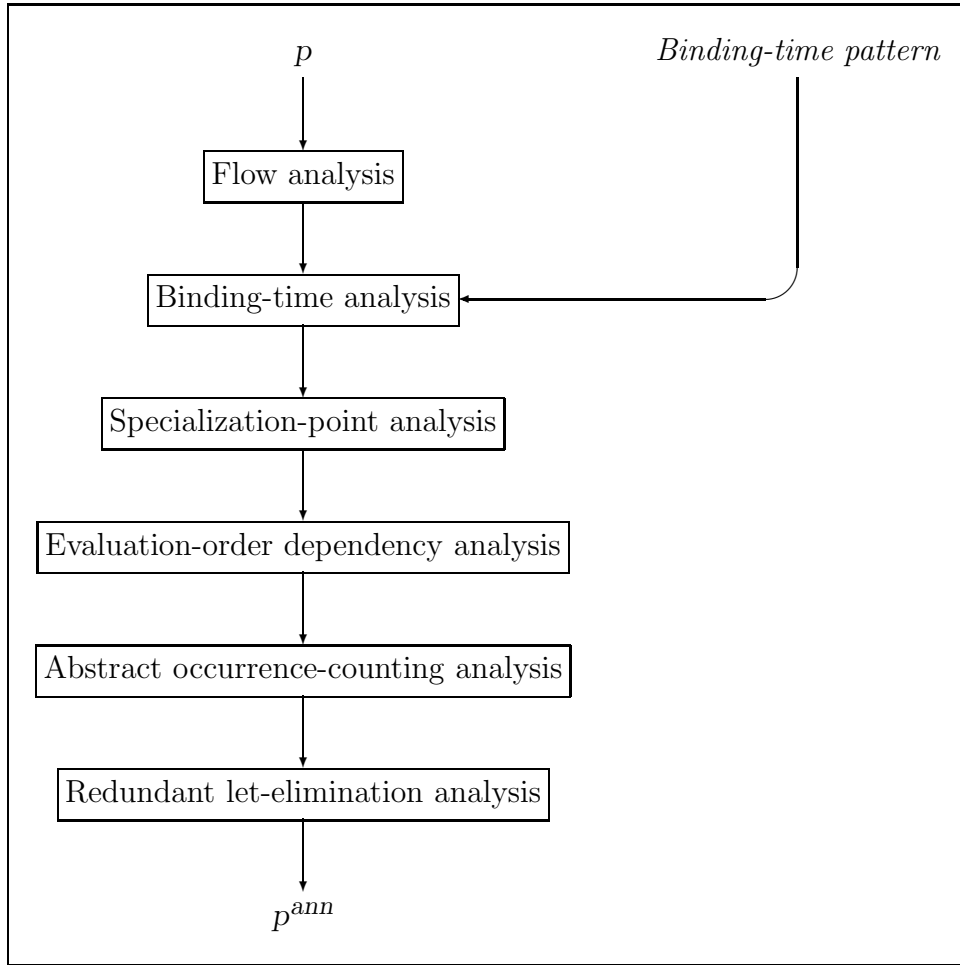 p
Binding-time pattern
Flow analysis
Binding-time analysis
Specialization-point analysis
Evaluation-order dependency analysis
Abstract occurrence-counting analysis
Redundant let-elimination analysis
p^ann